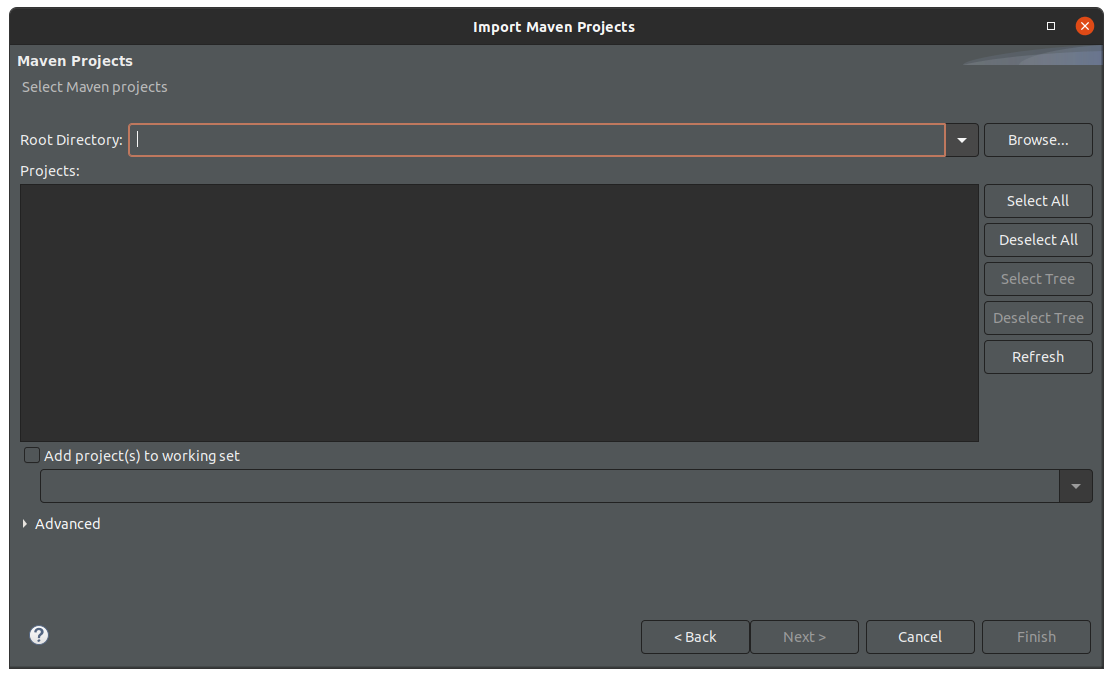 Import Maven Projects
Maven Projects
Select Maven projects
Root Directory:
Browse...
Projects:
Select All
Deselect All
Select Tree
Deselect Tree
Refresh
Add project(s) to working set
Advanced
?
< Back
Next >
Cancel
Finish